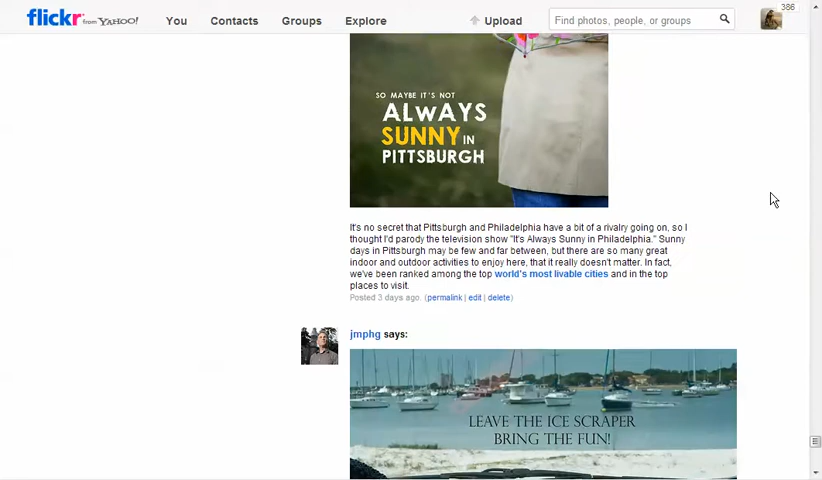 flickr from YAHOO! You Contacts Groups Explore Upload Find photos, people, or groups 386
SO MAYBE IT'S NOT
ALWAYS
SUNNY IN
PITTSBURGH
It's no secret that Pittsburgh and Philadelphia have a bit of a rivalry going on, so I
thought I'd parody the television show "It's Always Sunny in Philadelphia." Sunny
days in Pittsburgh may be few and far between, but there are so many great
indoor and outdoor activities to enjoy here, that it really doesn't matter. In fact,
we've been ranked among the top world's most livable cities and in the top
places to visit.
Posted 3 days ago. (permalink | edit | delete)
jmphg says:
LEAVE THE ICE SCRAPER
BRING THE FUN!